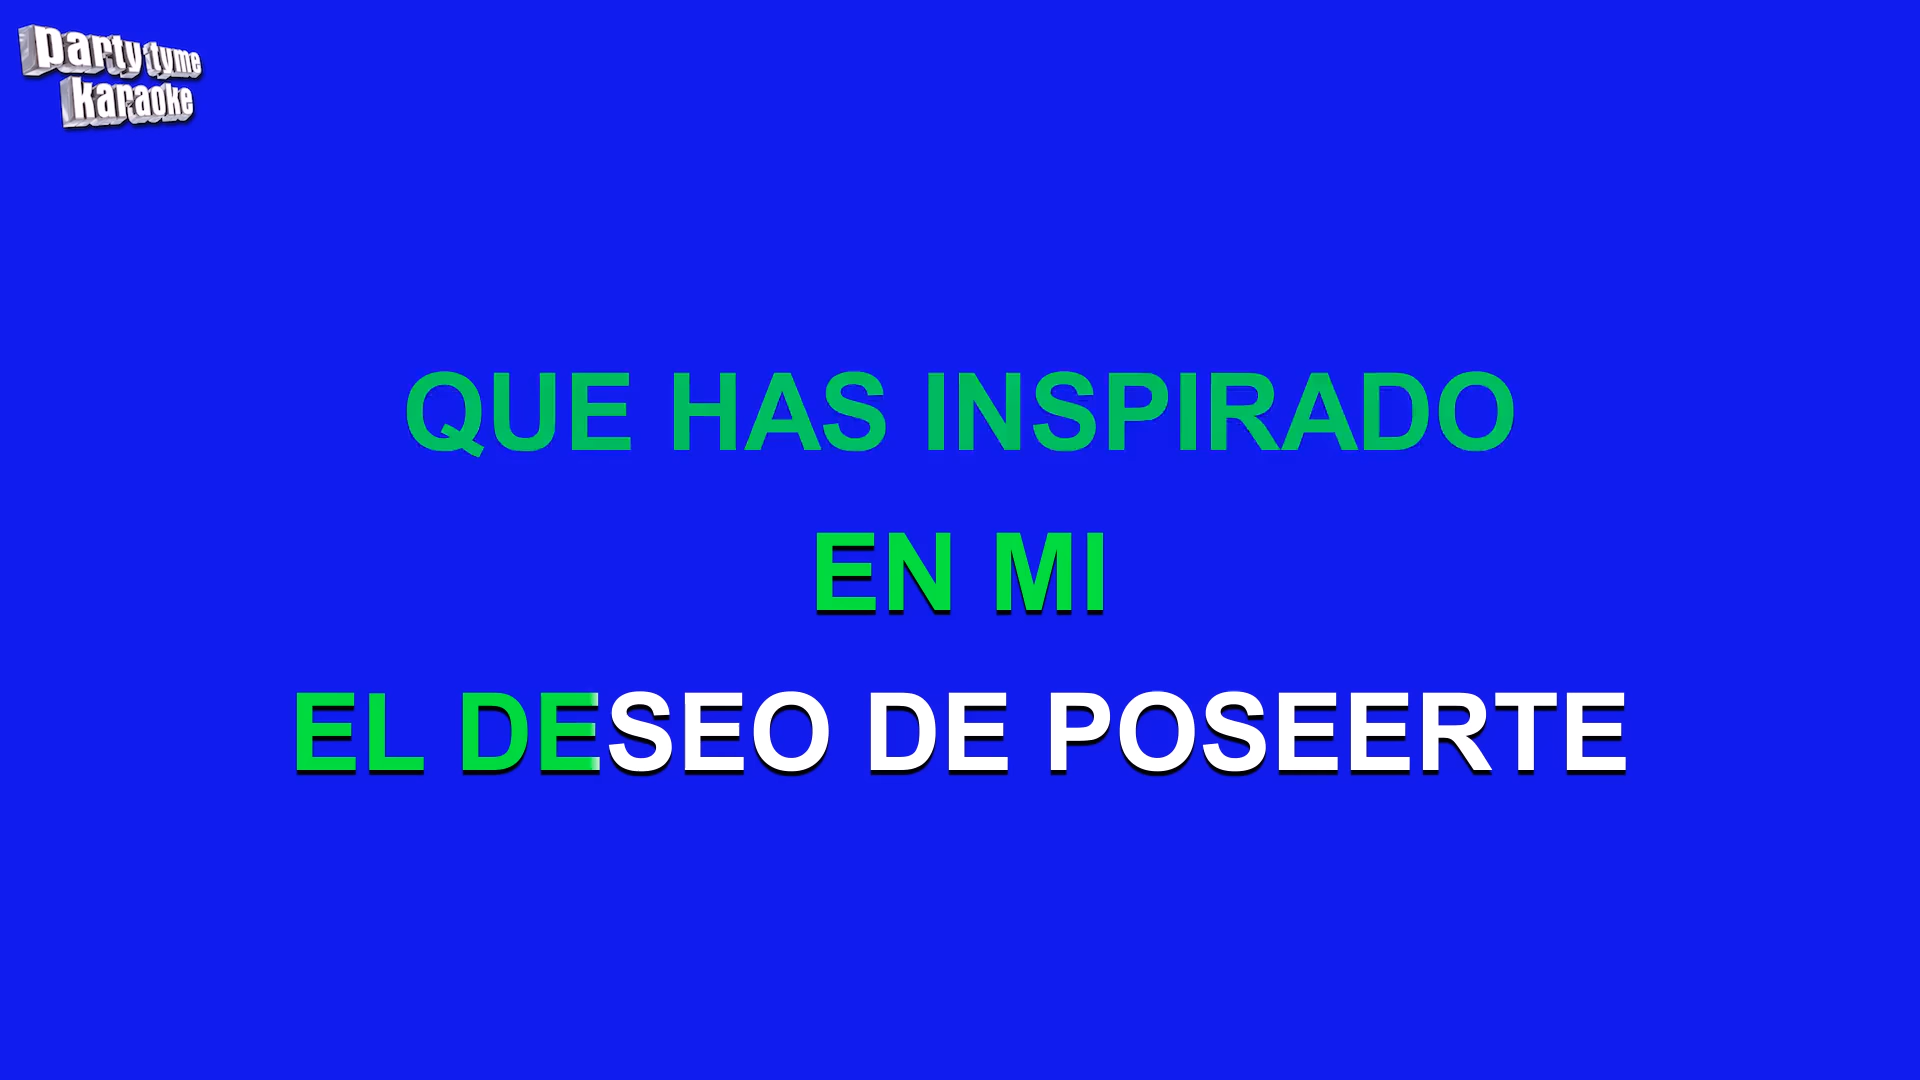 party tyme
karaoke
QUE HAS INSPIRADO
EN MI
EL DESEO DE POSEERTE